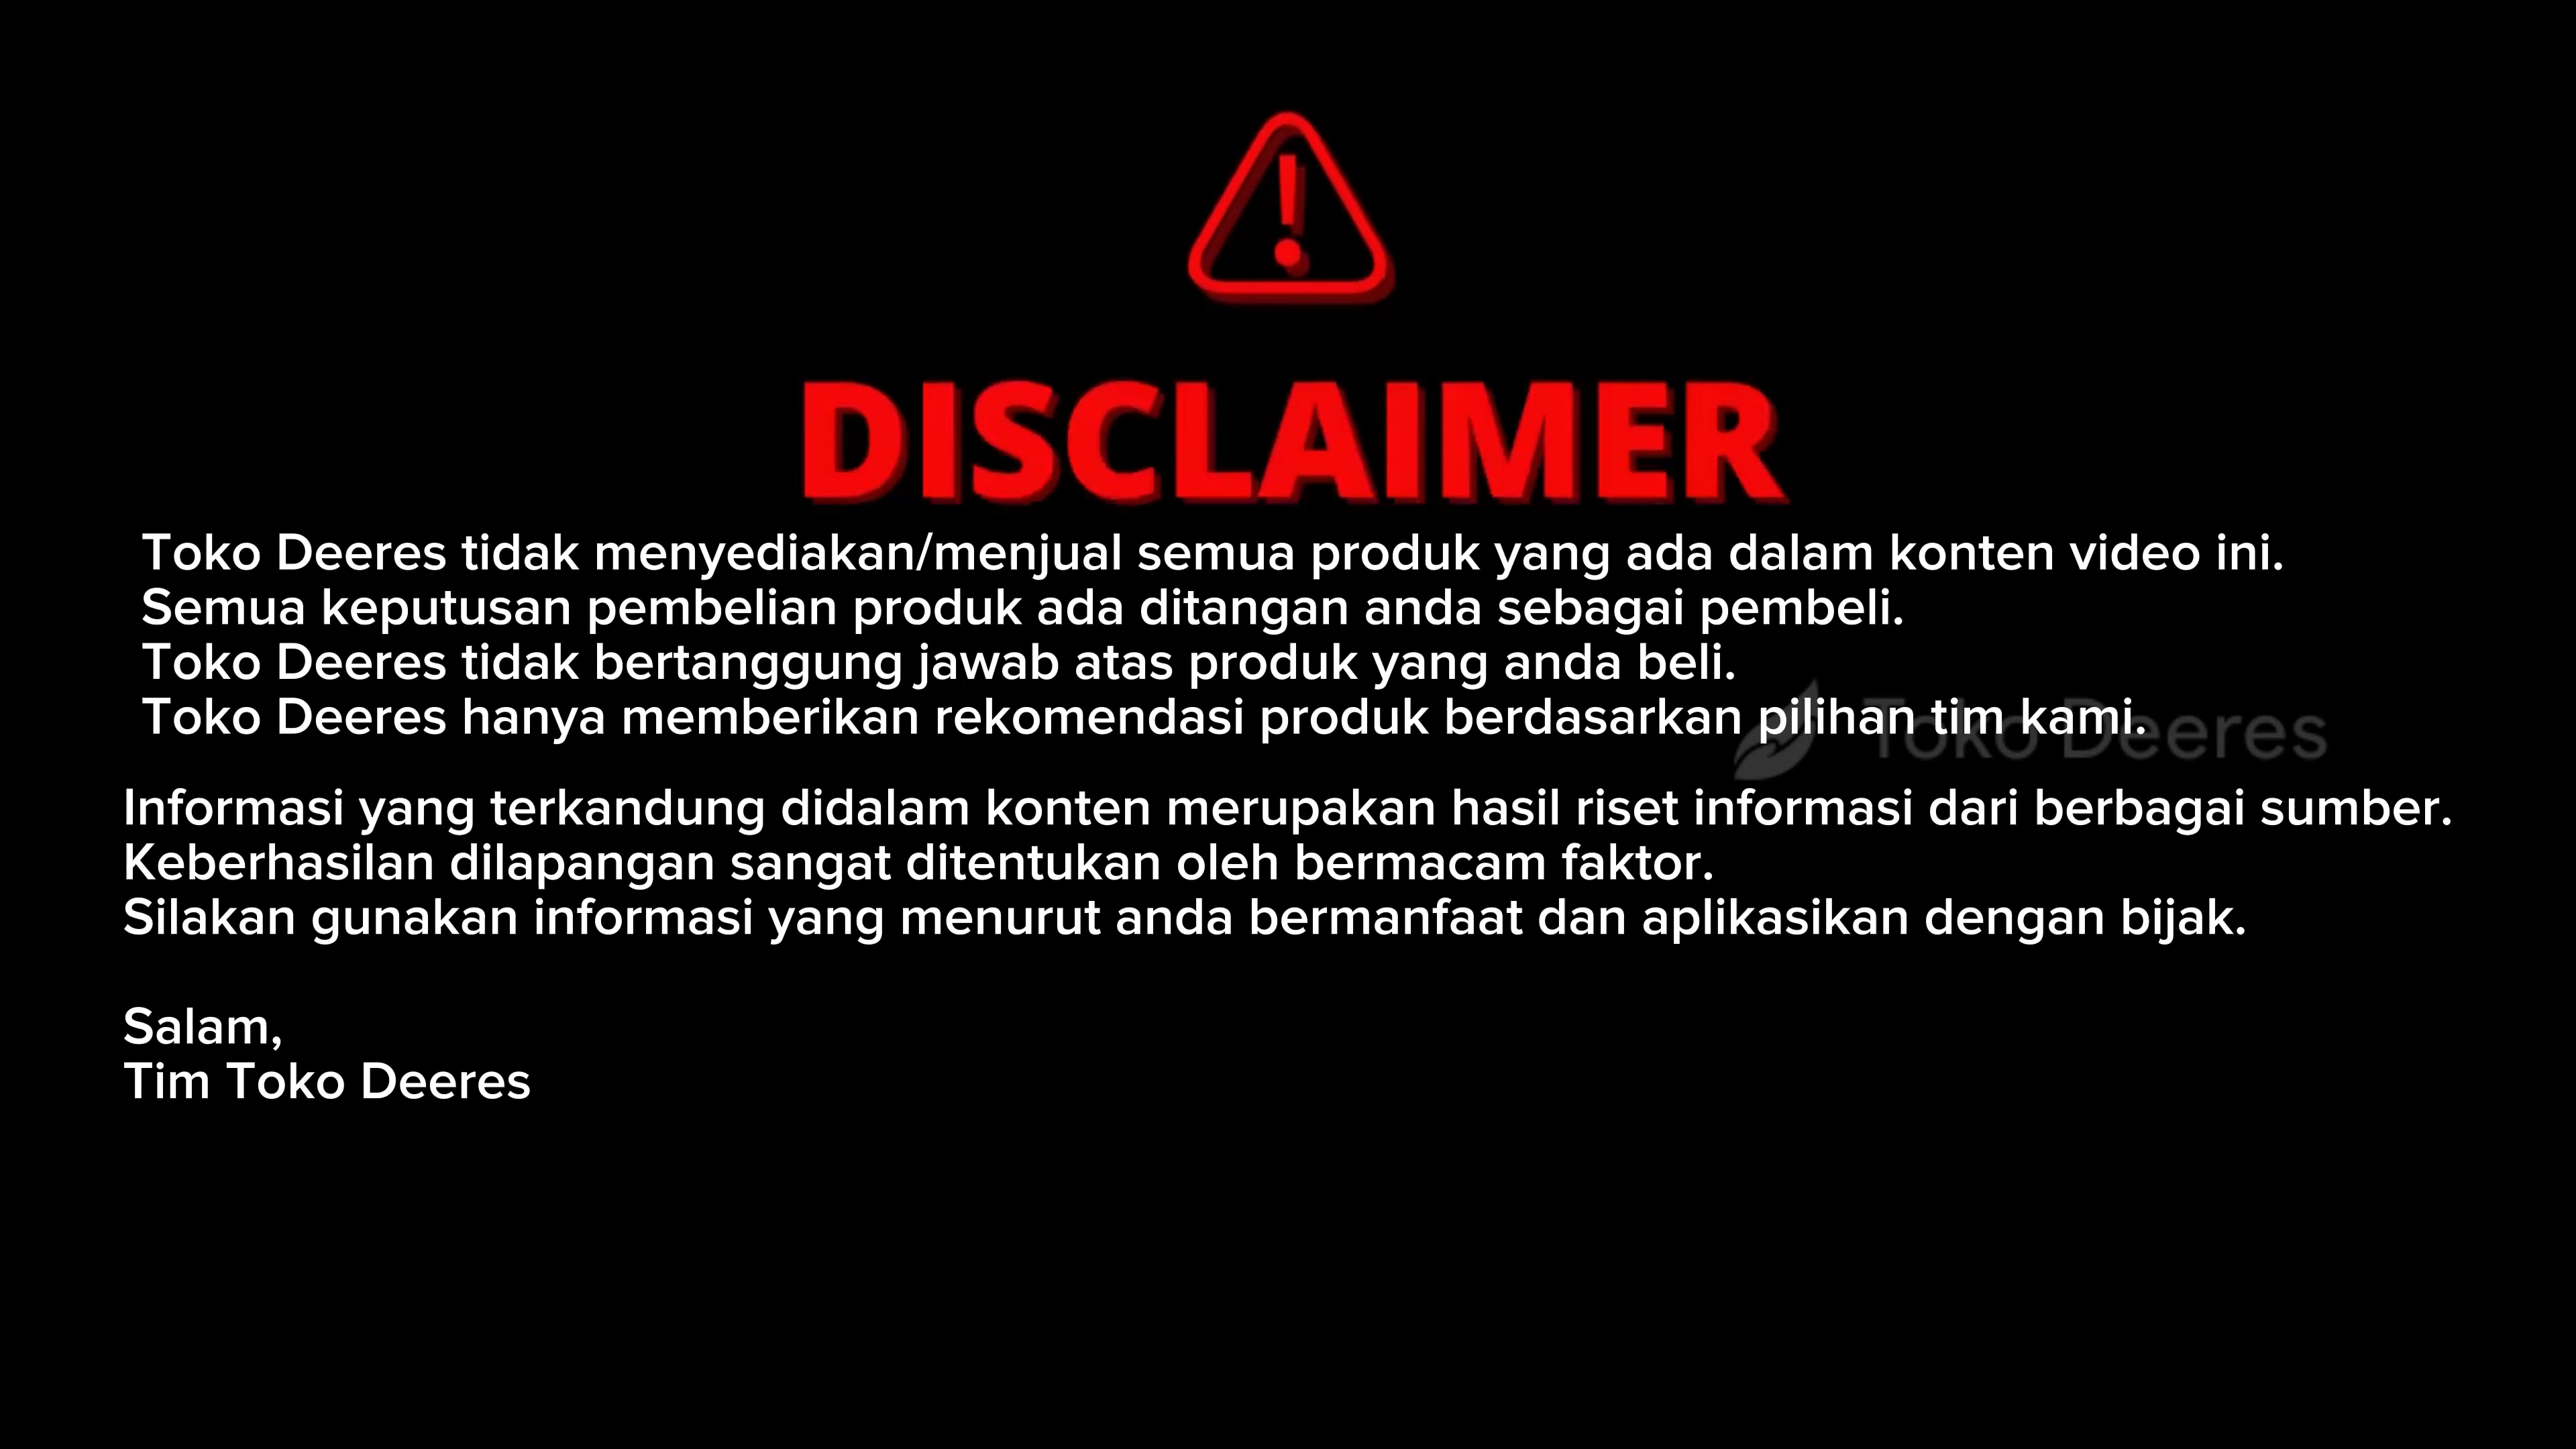 DISCLAIMER
Toko Deeres tidak menyediakan/menjual semua produk yang ada dalam konten video ini.
Semua keputusan pembelian produk ada ditangan anda sebagai pembeli.
Toko Deeres tidak bertanggung jawab atas produk yang anda beli.
Toko Deeres hanya memberikan rekomendasi produk berdasarkan pilihan tim kami.
Toko Deeres
Informasi yang terkandung didalam konten merupakan hasil riset informasi dari berbagai sumber.
Keberhasilan dilapangan sangat ditentukan oleh bermacam faktor.
Silakan gunakan informasi yang menurut anda bermanfaat dan aplikasikan dengan bijak.
Salam,
Tim Toko Deeres